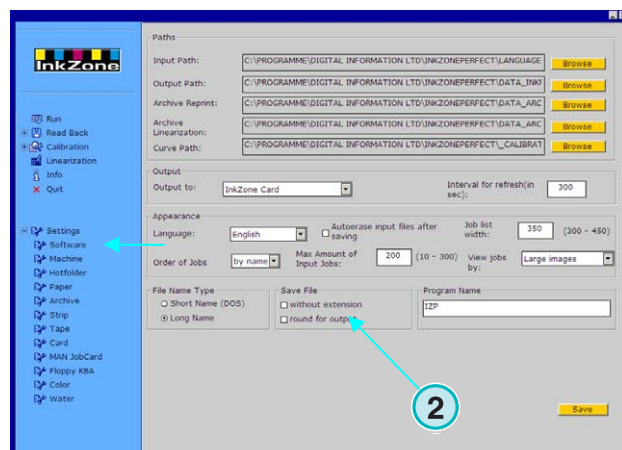 InkZone
Run
Read Back
Calibration
Linearization
Info
Quit
Settings
Software
Machine
Hotfolder
Paper
Archive
Strip
Tape
Card
MAN JobCard
Floppy KBA
Color
Water
Paths
Input Path: C:\PROGRAMME\DIGITAL INFORMATION LTD\INKZONEPERFECT\LANGUAGE Browse
Output Path: C:\PROGRAMME\DIGITAL INFORMATION LTD\INKZONEPERFECT\DATA_INKI Browse
Archive Reprint: C:\PROGRAMME\DIGITAL INFORMATION LTD\INKZONEPERFECT\DATA_ARC Browse
Archive Linearization: C:\PROGRAMME\DIGITAL INFORMATION LTD\INKZONEPERFECT\DATA_ARC Browse
Curve Path: C:\PROGRAMME\DIGITAL INFORMATION LTD\INKZONEPERFECT\_CALIBRAT Browse
Output
Output to: InkZone Card Interval for refresh(in sec): 300
Appearance
Language: English Autoerase input files after saving Job list width: 350 (300 - 450)
Order of Jobs by name Max Amount of Input Jobs: 200 (10 - 300) View jobs by: Large images
File Name Type
Short Name (DOS)
Long Name
Save File
without extension
round for output
Program Name
IZP
2
Save